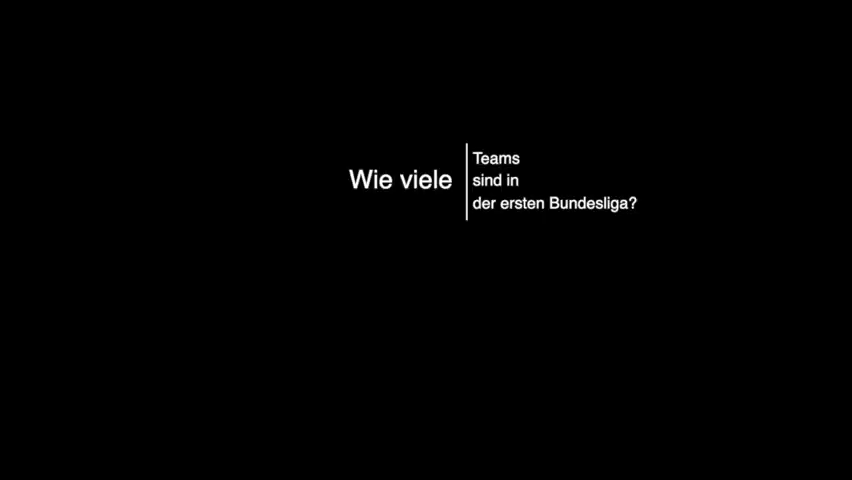 Wie viele
Teams
sind in
der ersten Bundesliga?